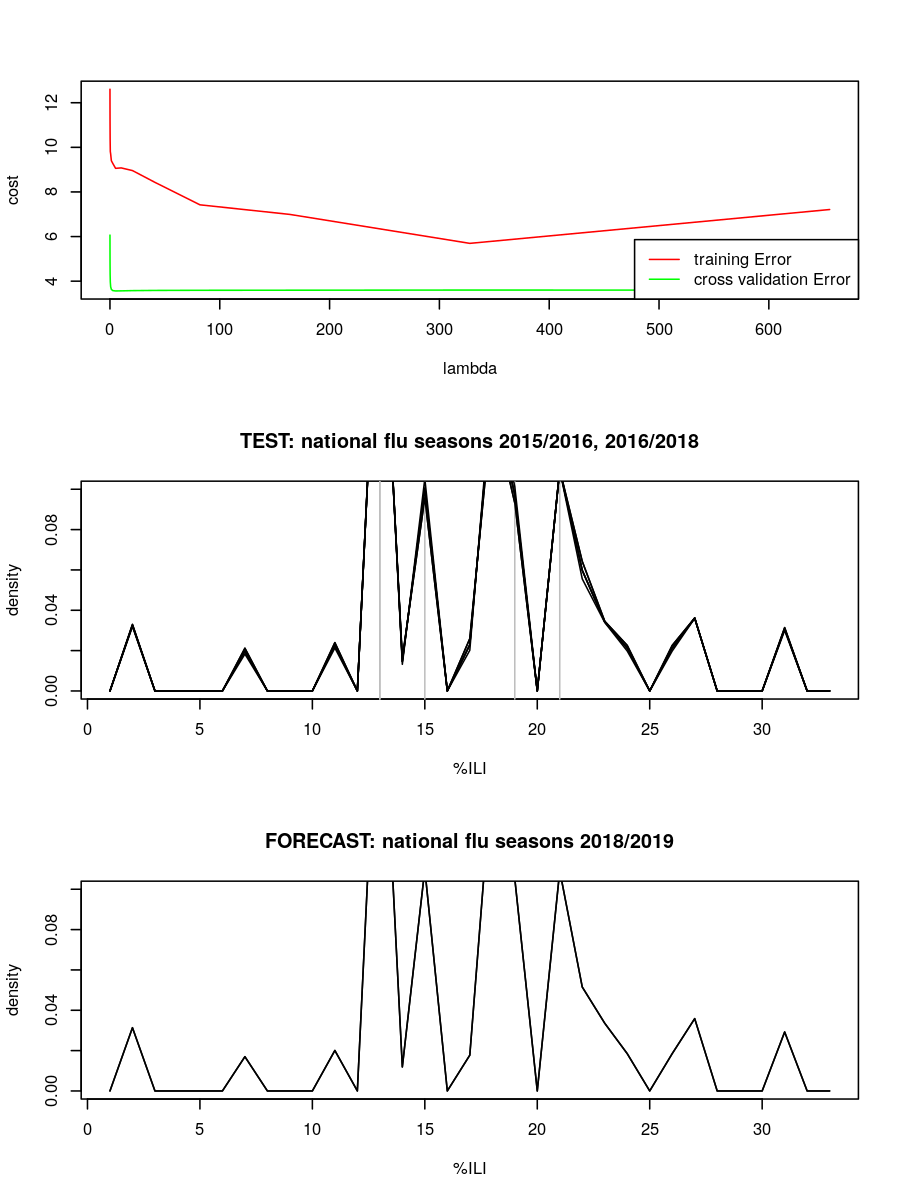 12
10
8
6
4
cost
training Error
cross validation Error
0 100 200 300 400 500 600
lambda
TEST: national flu seasons 2015/2016, 2016/2018
0.08
0.04
0.00
density
0 5 10 15 20 25 30
%ILI
FORECAST: national flu seasons 2018/2019
0.08
0.04
0.00
density
0 5 10 15 20 25 30
%ILI